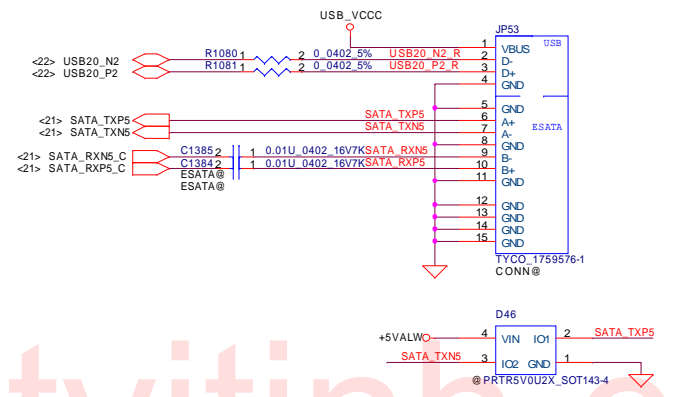 USB_VCCC
JP53
USB
<22> USB20_N2 R1080 1 2 0_0402_5% USB20_N2_R 1 VBUS
<22> USB20_P2 R1081 1 2 0_0402_5% USB20_P2_R 2 D-
3 D+
4 GND
5 GND
<21> SATA_TXP5 SATA_TXP5 6 A+
<21> SATA_TXN5 SATA_TXN5 7 A-
ESATA
8 GND
<21> SATA_RXN5_C C1385 2 1 0.01U_0402_16V7K SATA_RXN5 9 B-
<21> SATA_RXP5_C C1384 2 1 0.01U_0402_16V7K SATA_RXP5 10 B+
ESATA@
ESATA@
11 GND
12 GND
13 GND
14 GND
15 GND
TYCO_1759576-1
CONN@
D46
+5VALW 4 VIN IO1 2 SATA_TXP5
SATA_TXN5 3 IO2 GND 1
@PRTR5V0U2X_SOT143-4